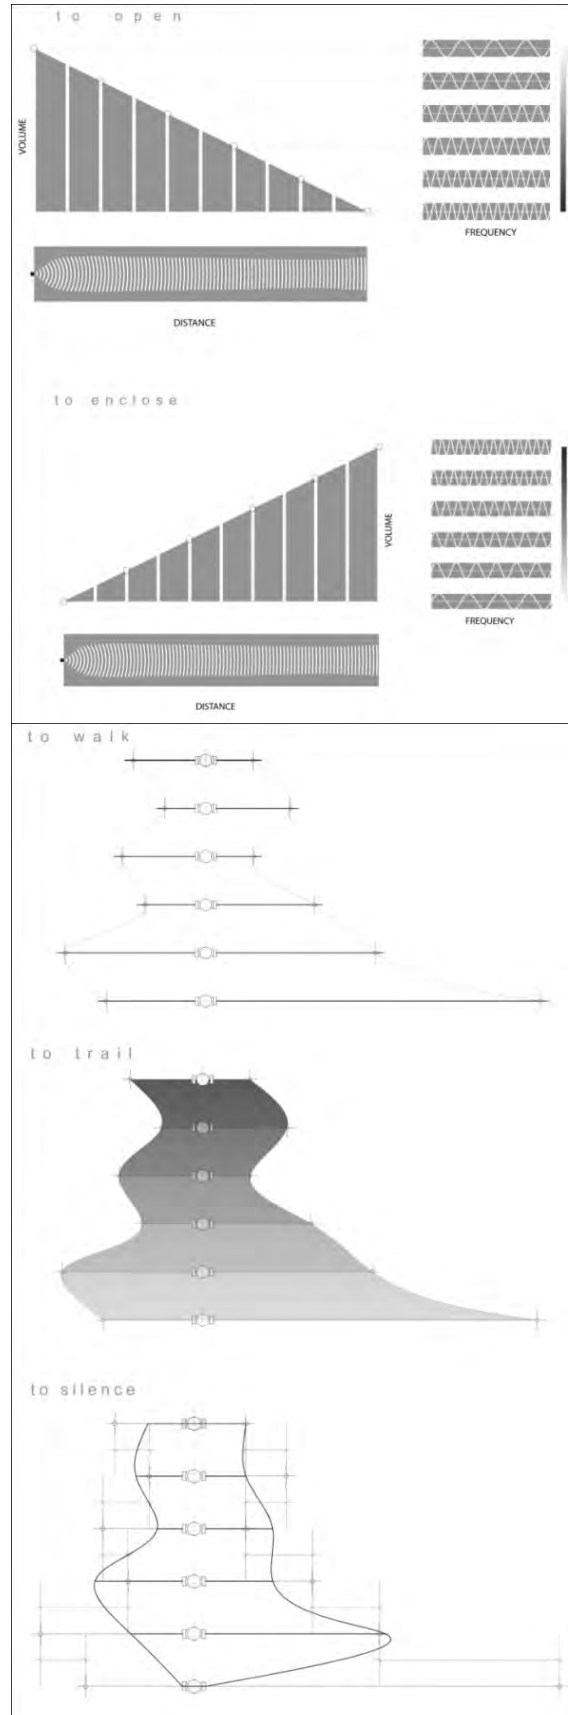 to open
VOLUME
FREQUENCY
DISTANCE
to enclose
VOLUME
FREQUENCY
DISTANCE
to walk
to trail
to silence